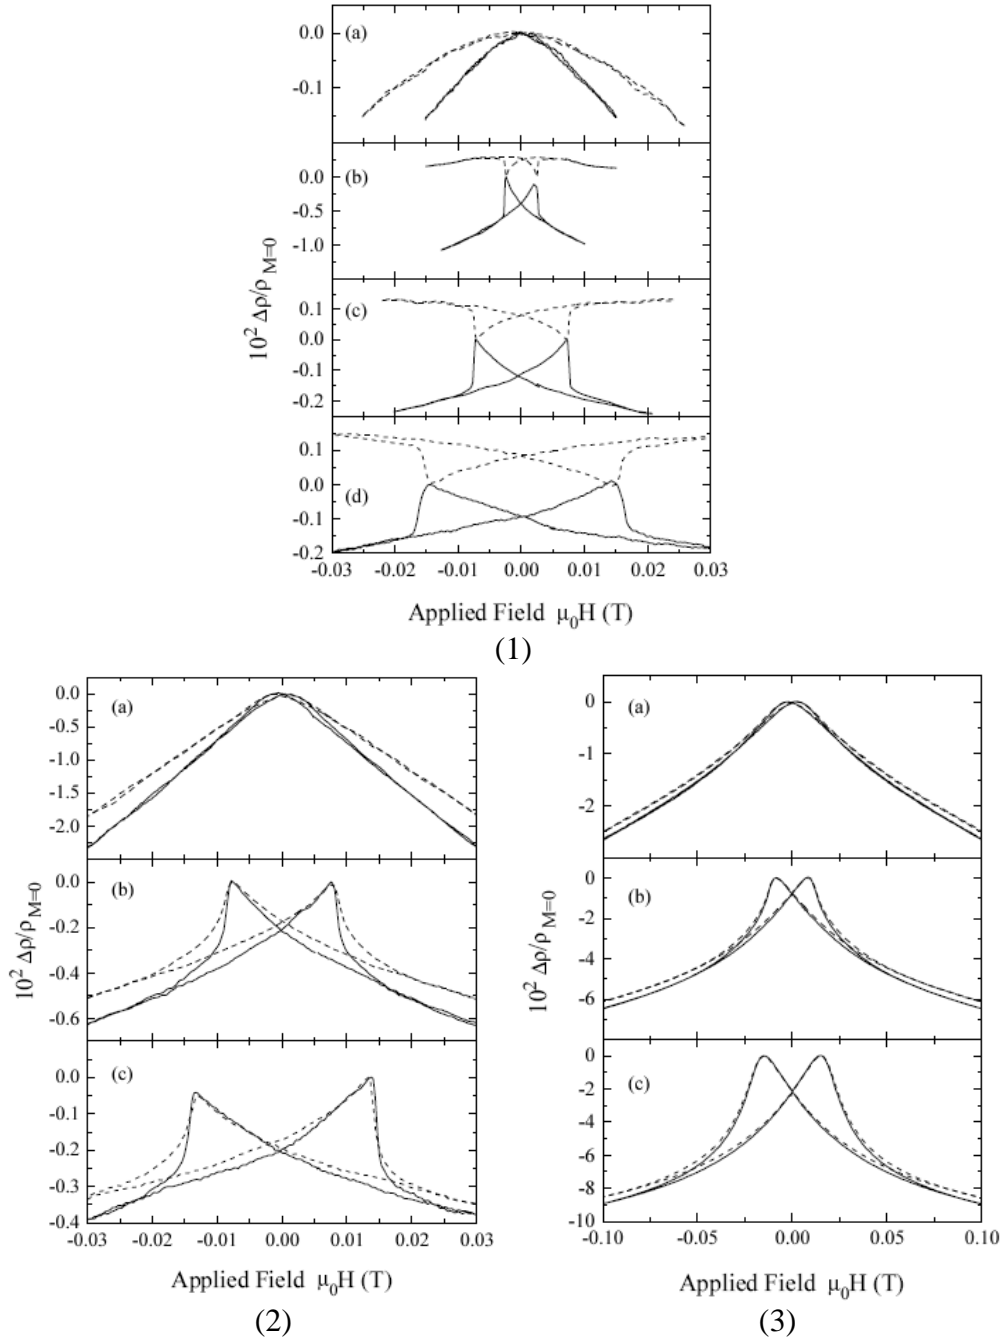 0.0
(a)
-0.1
0.0
(b)
-0.5
-1.0
0.1
(c)
0.0
-0.1
-0.2
0.1
0.0
(d)
-0.1
-0.2
10² Δρ/ρ_M=0
-0.03 -0.02 -0.01 0.00 0.01 0.02 0.03
Applied Field μ₀H (T)
(1)
0.0
(a)
-0.5
-1.0
-1.5
-2.0
0.0
(b)
-0.2
-0.4
-0.6
0.0
(c)
-0.1
-0.2
-0.3
-0.4
10² Δρ/ρ_M=0
-0.03 -0.02 -0.01 0.00 0.01 0.02 0.03
Applied Field μ₀H (T)
(2)
0
(a)
-1
-2
0
(b)
-2
-4
-6
0
(c)
-2
-4
-6
-8
-10
10² Δρ/ρ_M=0
-0.10 -0.05 0.00 0.05 0.10
Applied Field μ₀H (T)
(3)